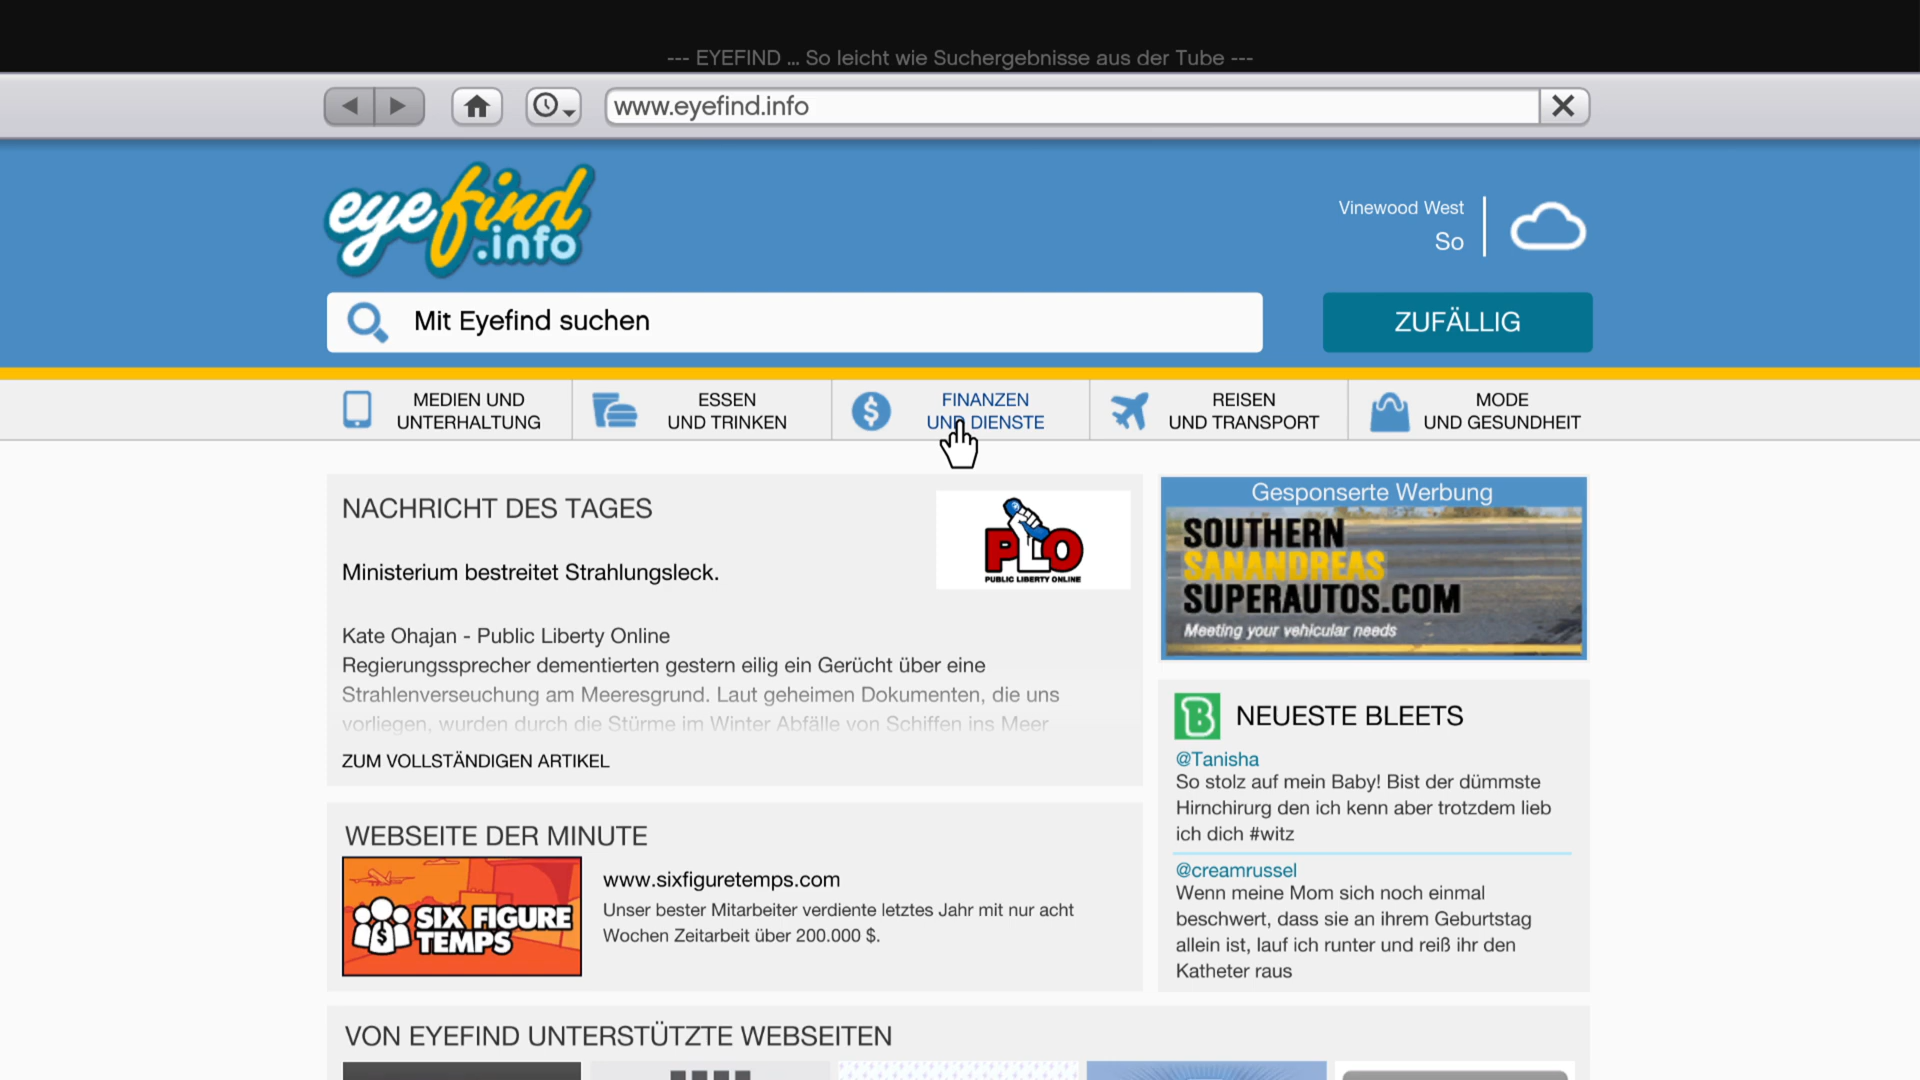 --- EYEFIND ... So leicht wie Suchergebnisse aus der Tube ---
www.eyefind.info
eyefind
.info
Vinewood West
So
Mit Eyefind suchen
ZUFÄLLIG
MEDIEN UND
UNTERHALTUNG
ESSEN
UND TRINKEN
FINANZEN
UND DIENSTE
REISEN
UND TRANSPORT
MODE
UND GESUNDHEIT
NACHRICHT DES TAGES
PLO
PUBLIC LIBERTY ONLINE
Ministerium bestreitet Strahlungsleck.
Kate Ohajan - Public Liberty Online
Regierungssprecher dementierten gestern eilig ein Gerücht über eine
Strahlenverseuchung am Meeresgrund. Laut geheimen Dokumenten, die uns
vorliegen, wurden durch die Stürme im Winter Abfälle von Schiffen ins Meer
ZUM VOLLSTÄNDIGEN ARTIKEL
Gesponserte Werbung
SOUTHERN
SANANDREAS
SUPERAUTOS.COM
Meeting your vehicular needs
NEUESTE BLEETS
@Tanisha
So stolz auf mein Baby! Bist der dümmste
Hirnchirurg den ich kenn aber trotzdem lieb
ich dich #witz
@creamrussel
Wenn meine Mom sich noch einmal
beschwert, dass sie an ihrem Geburtstag
allein ist, lauf ich runter und reiß ihr den
Katheter raus
WEBSEITE DER MINUTE
SIX FIGURE
TEMPS
www.sixfiguretemps.com
Unser bester Mitarbeiter verdiente letztes Jahr mit nur acht
Wochen Zeitarbeit über 200.000 $.
VON EYEFIND UNTERSTÜTZTE WEBSEITEN